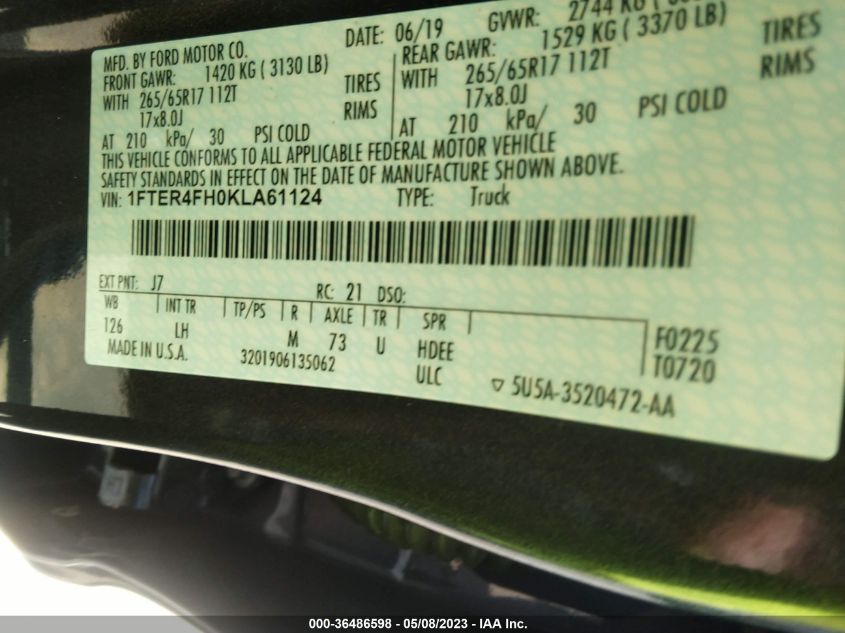 DATE: 06/19 GVWR: 2744 KG
MFD. BY FORD MOTOR CO.
FRONT GAWR: 1420 KG ( 3130 LB) REAR GAWR: 1529 KG ( 3370 LB)
WITH 265/65R17 112T TIRES WITH 265/65R17 112T TIRES
17x8.0J RIMS 17x8.0J RIMS
AT 210 kPa/ 30 PSI COLD AT 210 kPa/ 30 PSI COLD
THIS VEHICLE CONFORMS TO ALL APPLICABLE FEDERAL MOTOR VEHICLE
SAFETY STANDARDS IN EFFECT ON THE DATE OF MANUFACTURE SHOWN ABOVE.
VIN: 1FTER4FH0KLA61124 TYPE: Truck
EXT PNT: J7 RC: 21 DSO:
WB INT TR TP/PS R AXLE TR SPR
126 LH M 73 U HDEE F0225
MADE IN U.S.A. 3201906135062 ULC T0720
5U5A-3520472-AA
000-36486598 - 05/08/2023 - IAA Inc.